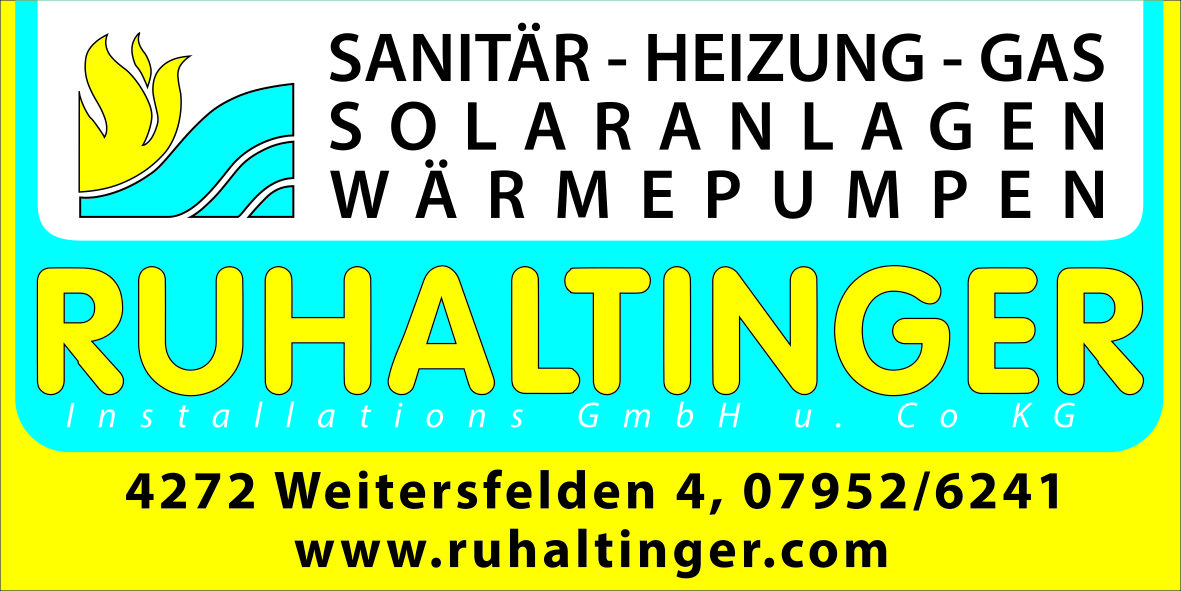 SANITÄR - HEIZUNG - GAS
SOLARANLAGEN
WÄRMEPUMPEN
RUHALTINGER
Installations GmbH u. Co KG
4272 Weitersfelden 4, 07952/6241
www.ruhaltinger.com